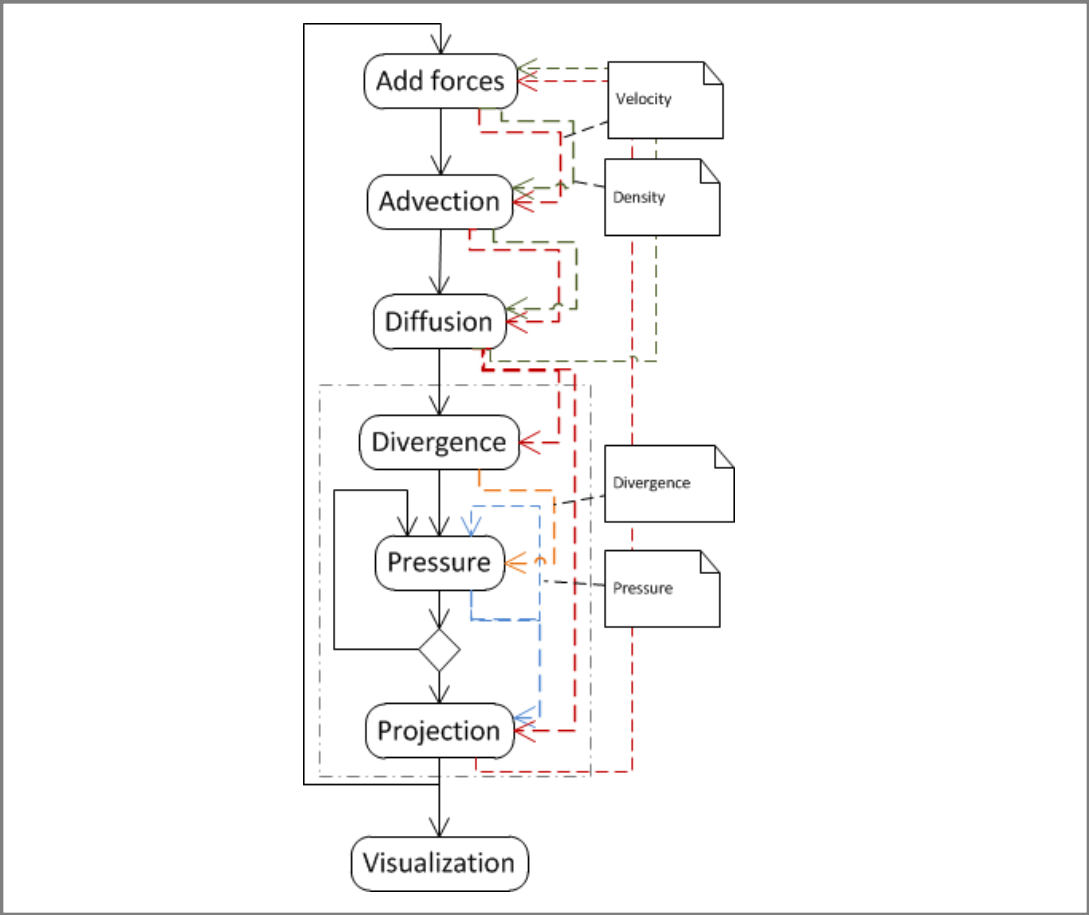 Add forces
Velocity
Advection
Density
Diffusion
Divergence
Divergence
Pressure
Pressure
Projection
Visualization